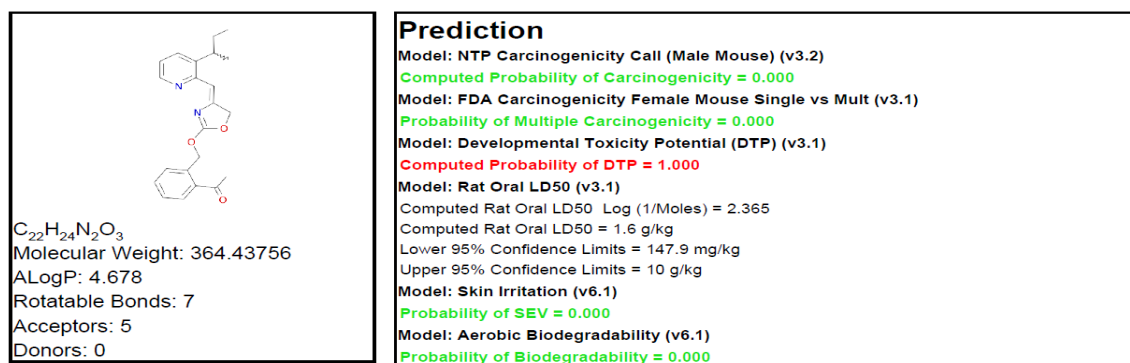 N
N
O
O
O
C₂₂H₂₄N₂O₃
Molecular Weight: 364.43756
ALogP: 4.678
Rotatable Bonds: 7
Acceptors: 5
Donors: 0
Prediction
Model: NTP Carcinogenicity Call (Male Mouse) (v3.2)
Computed Probability of Carcinogenicity = 0.000
Model: FDA Carcinogenicity Female Mouse Single vs Mult (v3.1)
Probability of Multiple Carcinogenicity = 0.000
Model: Developmental Toxicity Potential (DTP) (v3.1)
Computed Probability of DTP = 1.000
Model: Rat Oral LD50 (v3.1)
Computed Rat Oral LD50 Log (1/Moles) = 2.365
Computed Rat Oral LD50 = 1.6 g/kg
Lower 95% Confidence Limits = 147.9 mg/kg
Upper 95% Confidence Limits = 10 g/kg
Model: Skin Irritation (v6.1)
Probability of SEV = 0.000
Model: Aerobic Biodegradability (v6.1)
Probability of Biodegradability = 0.000